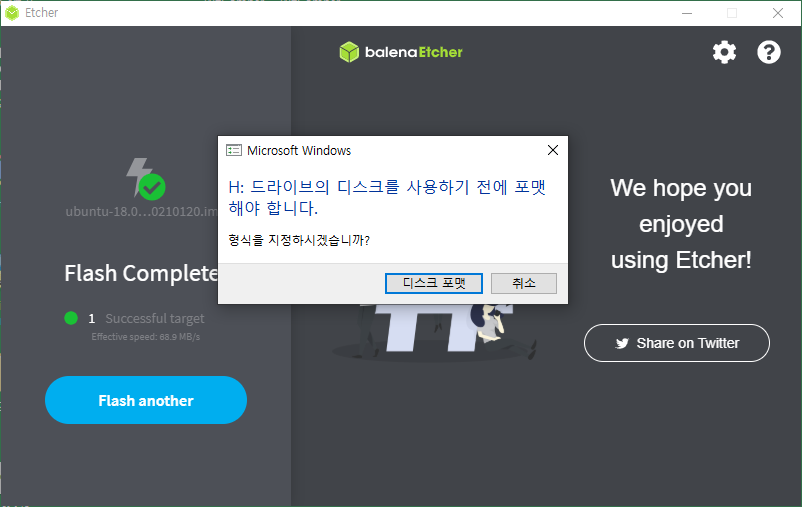 Etcher
balenaEtcher
Microsoft Windows
H: 드라이브의 디스크를 사용하기 전에 포맷
해야 합니다.
형식을 지정하시겠습니까?
디스크 포맷
취소
ubuntu-18.0...0210120.im
Flash Complete
1 Successful target
Effective speed: 68.9 MB/s
Flash another
We hope you
enjoyed
using Etcher!
Share on Twitter